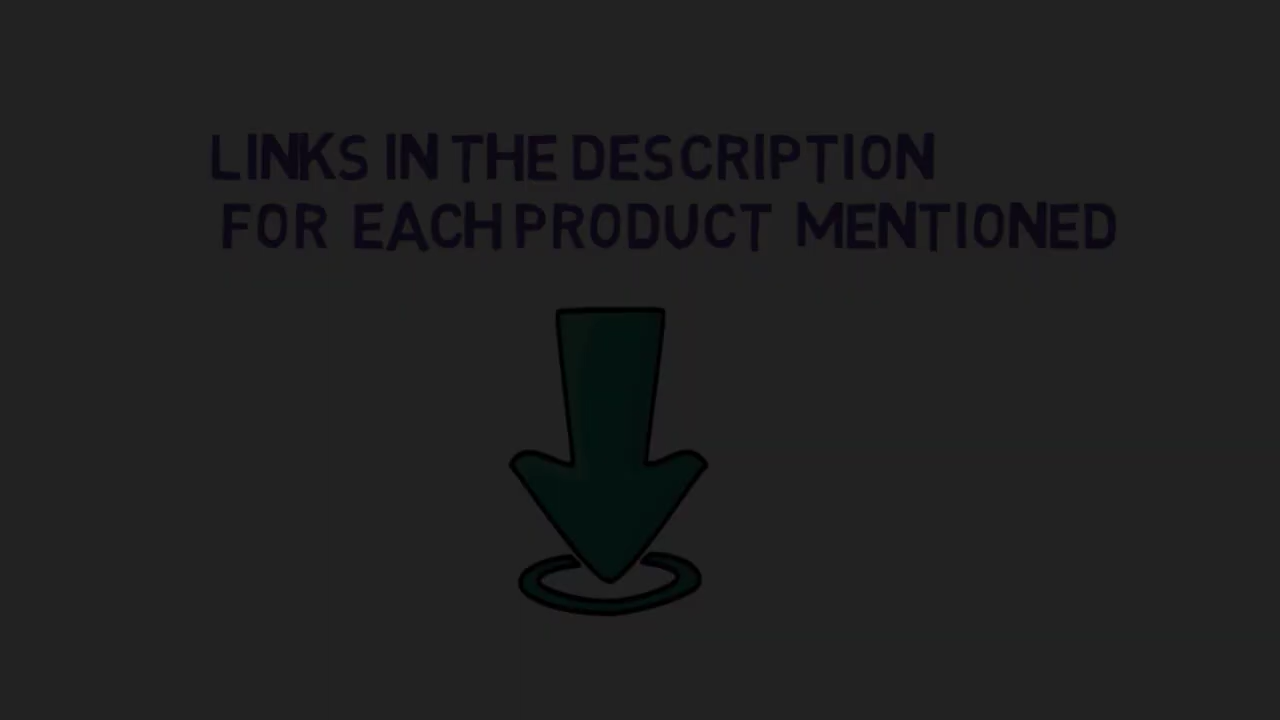 LINKS IN THE DESCRIPTION
FOR EACH PRODUCT MENTIONED